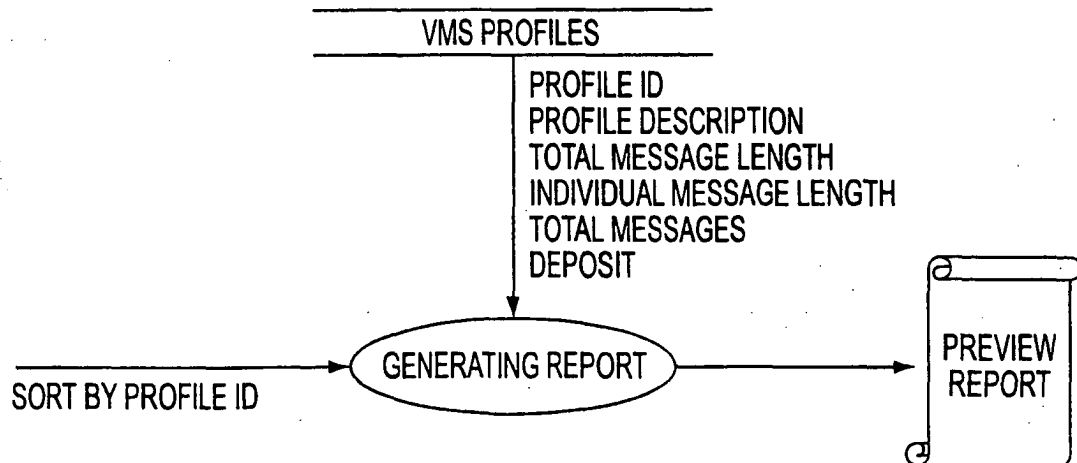 VMS PROFILES
PROFILE ID
PROFILE DESCRIPTION
TOTAL MESSAGE LENGTH
INDIVIDUAL MESSAGE LENGTH
TOTAL MESSAGES
DEPOSIT
SORT BY PROFILE ID
GENERATING REPORT
PREVIEW
REPORT